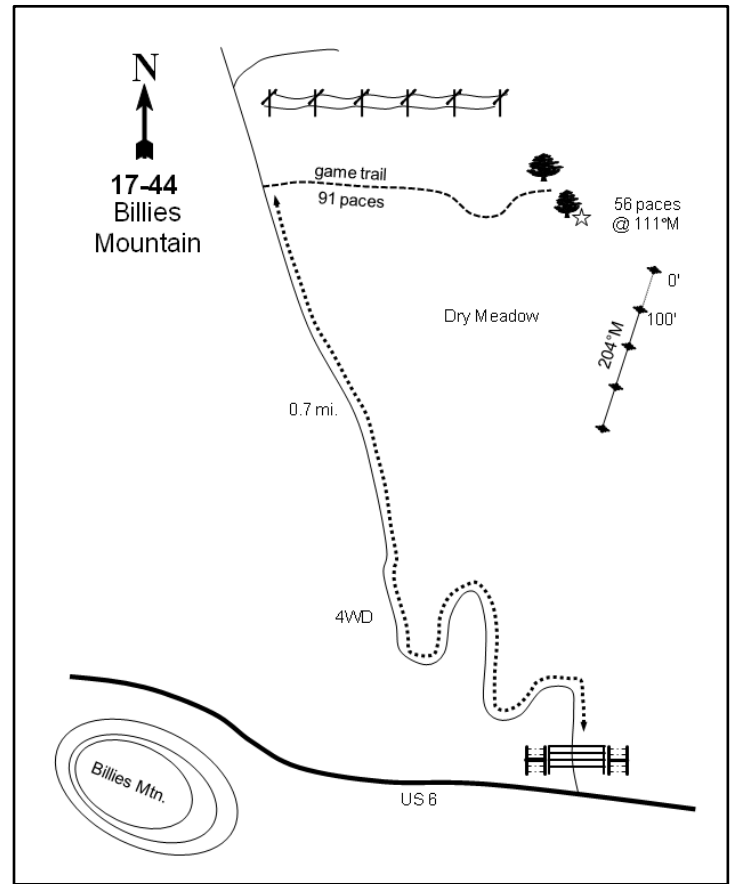 N
17-44
Billies
Mountain
game trail
91 paces
56 paces
@ 111°M
0'
100'
204°M
Dry Meadow
0.7 mi.
4WD
Billies Mtn.
US 6